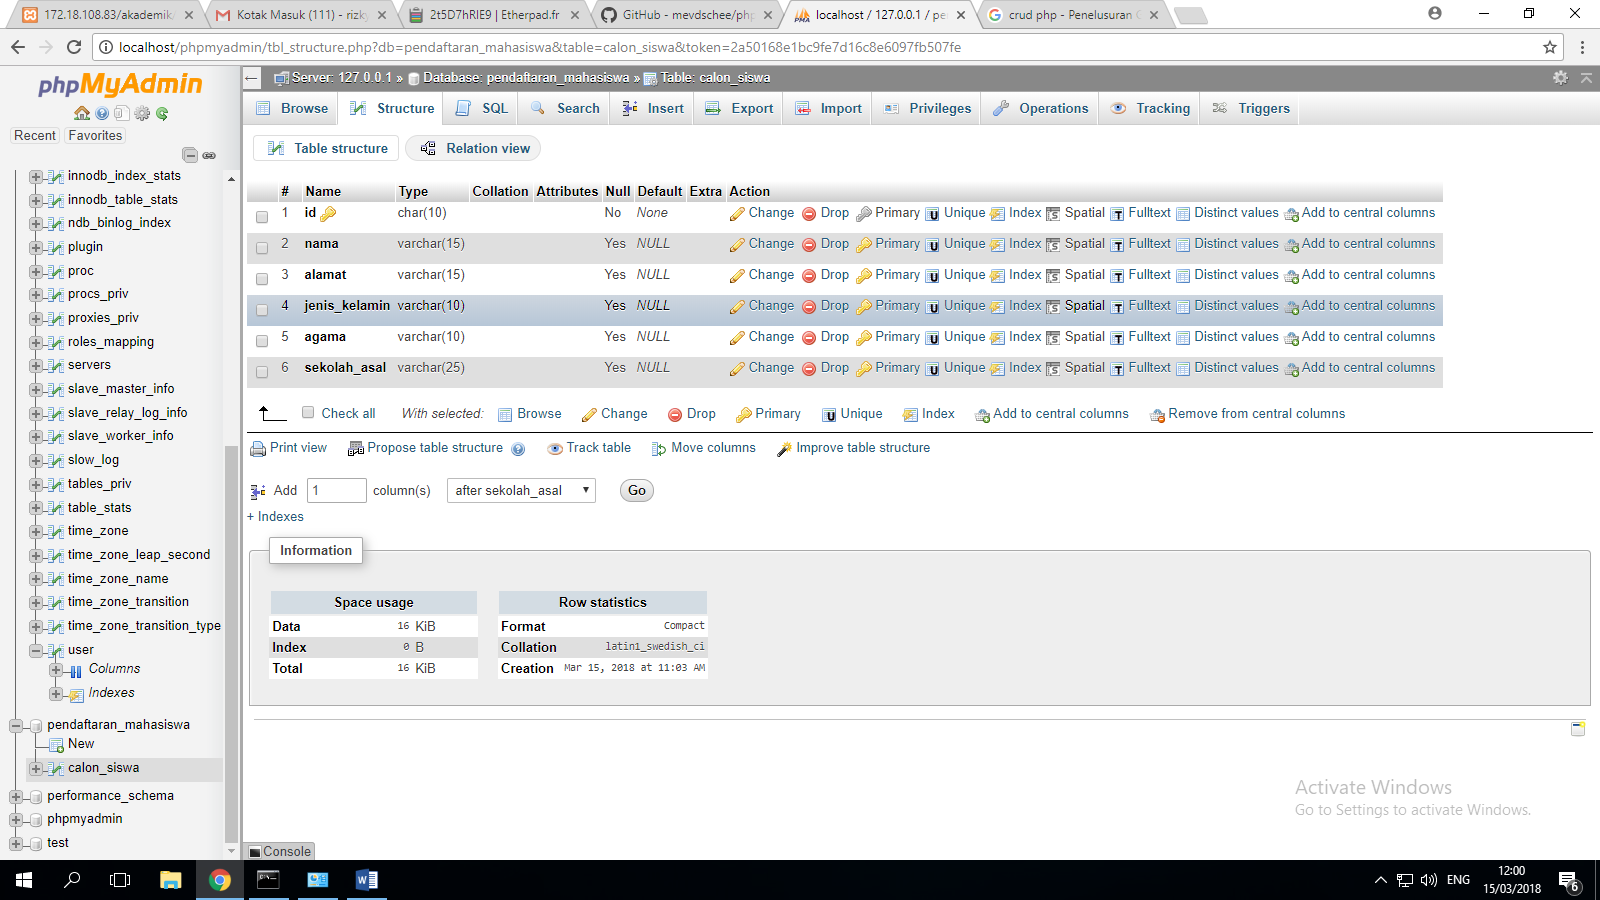 172.18.108.83/akademik
Kotak Masuk (111) - rizky
2t5D7hRIE9 | Etherpad.fr
GitHub - mevdschee/php
localhost / 127.0.0.1 / pe
crud php - Penelusuran G
localhost/phpmyadmin/tbl_structure.php?db=pendaftaran_mahasiswa&table=calon_siswa&token=2a50168e1bc9fe7d16c8e6097fb507fe
phpMyAdmin
Recent Favorites
innodb_index_stats
innodb_table_stats
ndb_binlog_index
plugin
proc
procs_priv
proxies_priv
roles_mapping
servers
slave_master_info
slave_relay_log_info
slave_worker_info
slow_log
tables_priv
table_stats
time_zone
time_zone_leap_second
time_zone_name
time_zone_transition
time_zone_transition_type
user
Columns
Indexes
pendaftaran_mahasiswa
New
calon_siswa
performance_schema
phpmyadmin
test
Server: 127.0.0.1 » Database: pendaftaran_mahasiswa » Table: calon_siswa
Browse Structure SQL Search Insert Export Import Privileges Operations Tracking Triggers
Table structure Relation view
# Name Type Collation Attributes Null Default Extra Action
1 id char(10) No None Change Drop Primary Unique Index Spatial Fulltext Distinct values Add to central columns
2 nama varchar(15) Yes NULL Change Drop Primary Unique Index Spatial Fulltext Distinct values Add to central columns
3 alamat varchar(15) Yes NULL Change Drop Primary Unique Index Spatial Fulltext Distinct values Add to central columns
4 jenis_kelamin varchar(10) Yes NULL Change Drop Primary Unique Index Spatial Fulltext Distinct values Add to central columns
5 agama varchar(10) Yes NULL Change Drop Primary Unique Index Spatial Fulltext Distinct values Add to central columns
6 sekolah_asal varchar(25) Yes NULL Change Drop Primary Unique Index Spatial Fulltext Distinct values Add to central columns
Check all With selected: Browse Change Drop Primary Unique Index Add to central columns Remove from central columns
Print view Propose table structure Track table Move columns Improve table structure
Add 1 column(s) after sekolah_asal Go
+ Indexes
Information
Space usage
Data 16 KiB
Index 0 B
Total 16 KiB
Row statistics
Format Compact
Collation latin1_swedish_ci
Creation Mar 15, 2018 at 11:03 AM
Activate Windows
Go to Settings to activate Windows.
Console
ENG
12:00
15/03/2018
6